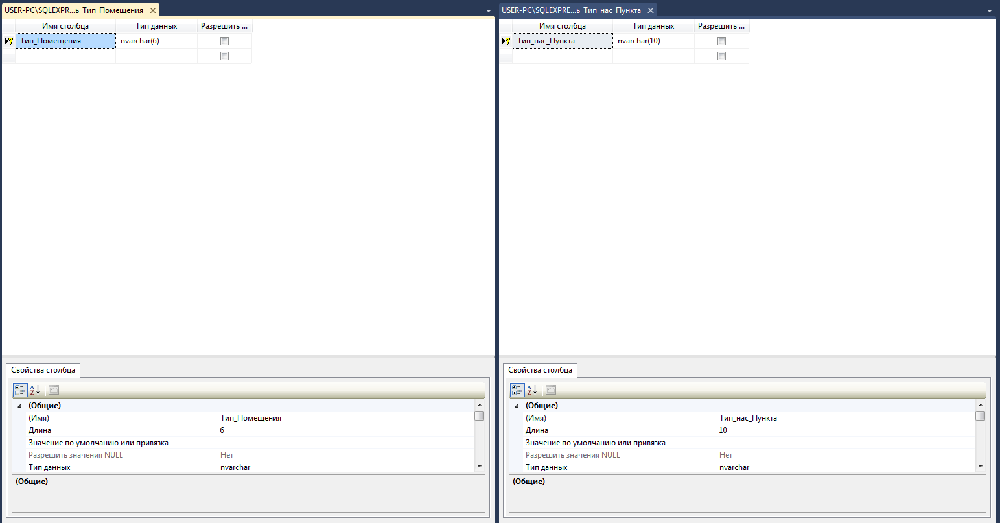 USER-PC\SQLEXPR...ь_Тип_Помещения
Имя столбца Тип данных Разрешить ...
Тип_Помещения nvarchar(6)
Свойства столбца
(Общие)
(Имя) Тип_Помещения
Длина 6
Значение по умолчанию или привязка
Разрешить значения NULL Нет
Тип данных nvarchar
(Общие)
USER-PC\SQLEXPRE...ь_Тип_нас_Пункта
Имя столбца Тип данных Разрешить ...
Тип_нас_Пункта nvarchar(10)
Свойства столбца
(Общие)
(Имя) Тип_нас_Пункта
Длина 10
Значение по умолчанию или привязка
Разрешить значения NULL Нет
Тип данных nvarchar
(Общие)